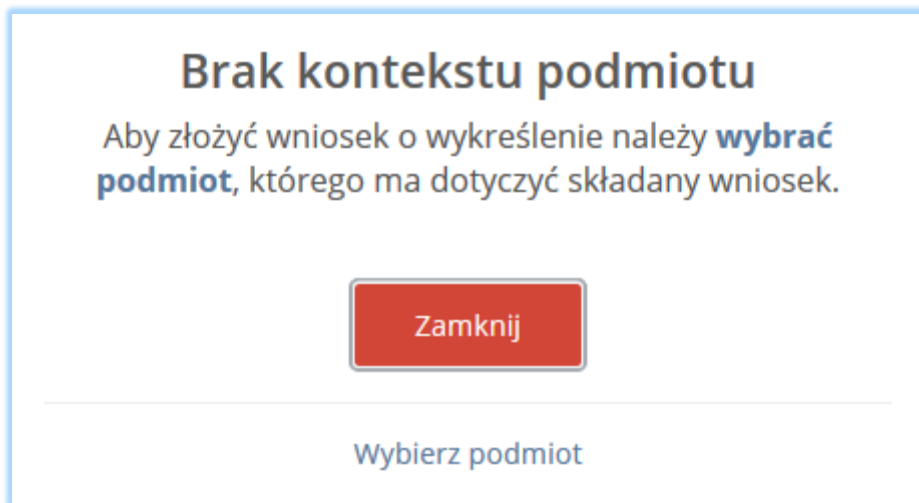 Brak kontekstu podmiotu
Aby złożyć wniosek o wykreślenie należy wybrać
podmiot, którego ma dotyczyć składany wniosek.
Zamknij
Wybierz podmiot